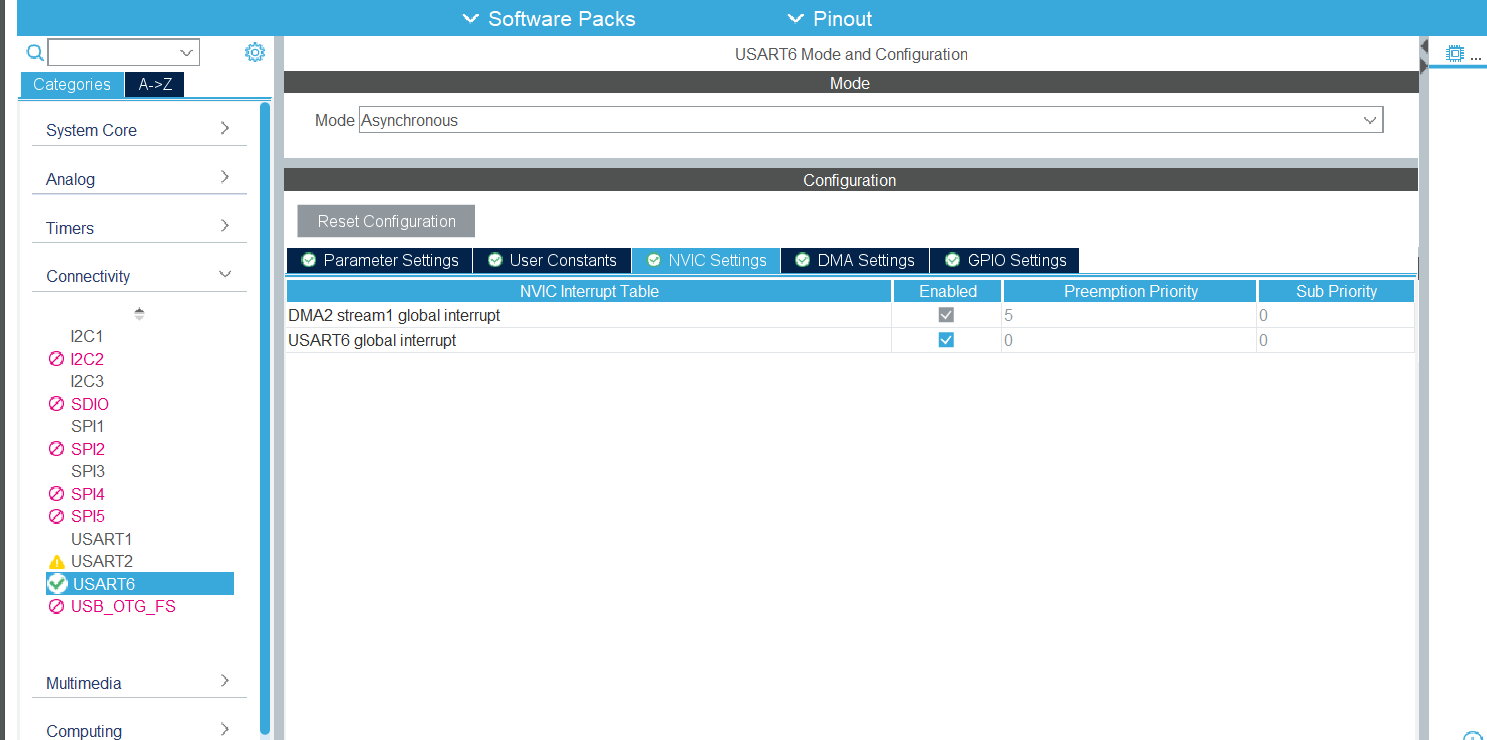 Software Packs Pinout
USART6 Mode and Configuration
...
Categories A->Z
Mode
System Core
Mode Asynchronous
Analog
Configuration
Timers
Reset Configuration
Connectivity
Parameter Settings User Constants NVIC Settings DMA Settings GPIO Settings
NVIC Interrupt Table Enabled Preemption Priority Sub Priority
DMA2 stream1 global interrupt 5 0
USART6 global interrupt 0 0
I2C1
I2C2
I2C3
SDIO
SPI1
SPI2
SPI3
SPI4
SPI5
USART1
USART2
USART6
USB_OTG_FS
Multimedia
Computing